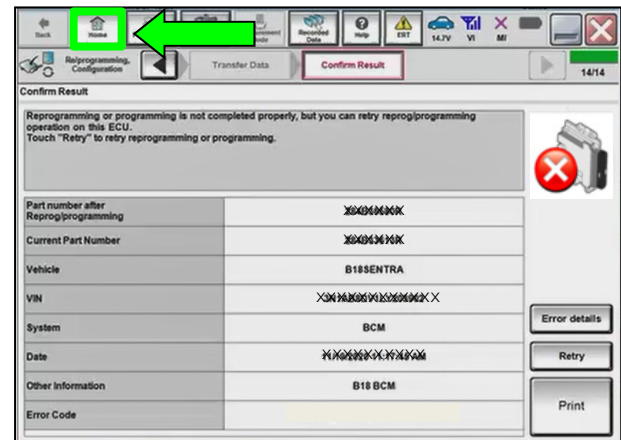 Back
Home
Recorded
Data
Help
ERT
14.7V
VI
MI
Re/programming,
Configuration
Transfer Data
Confirm Result
14/14
Confirm Result
Reprogramming or programming is not completed properly, but you can retry reprog/programming
operation on this ECU.
Touch "Retry" to retry reprogramming or programming.
Part number after
Reprog/programming
Current Part Number
Vehicle
B18SENTRA
VIN
System
BCM
Date
Other Information
B18 BCM
Error Code
Error details
Retry
Print